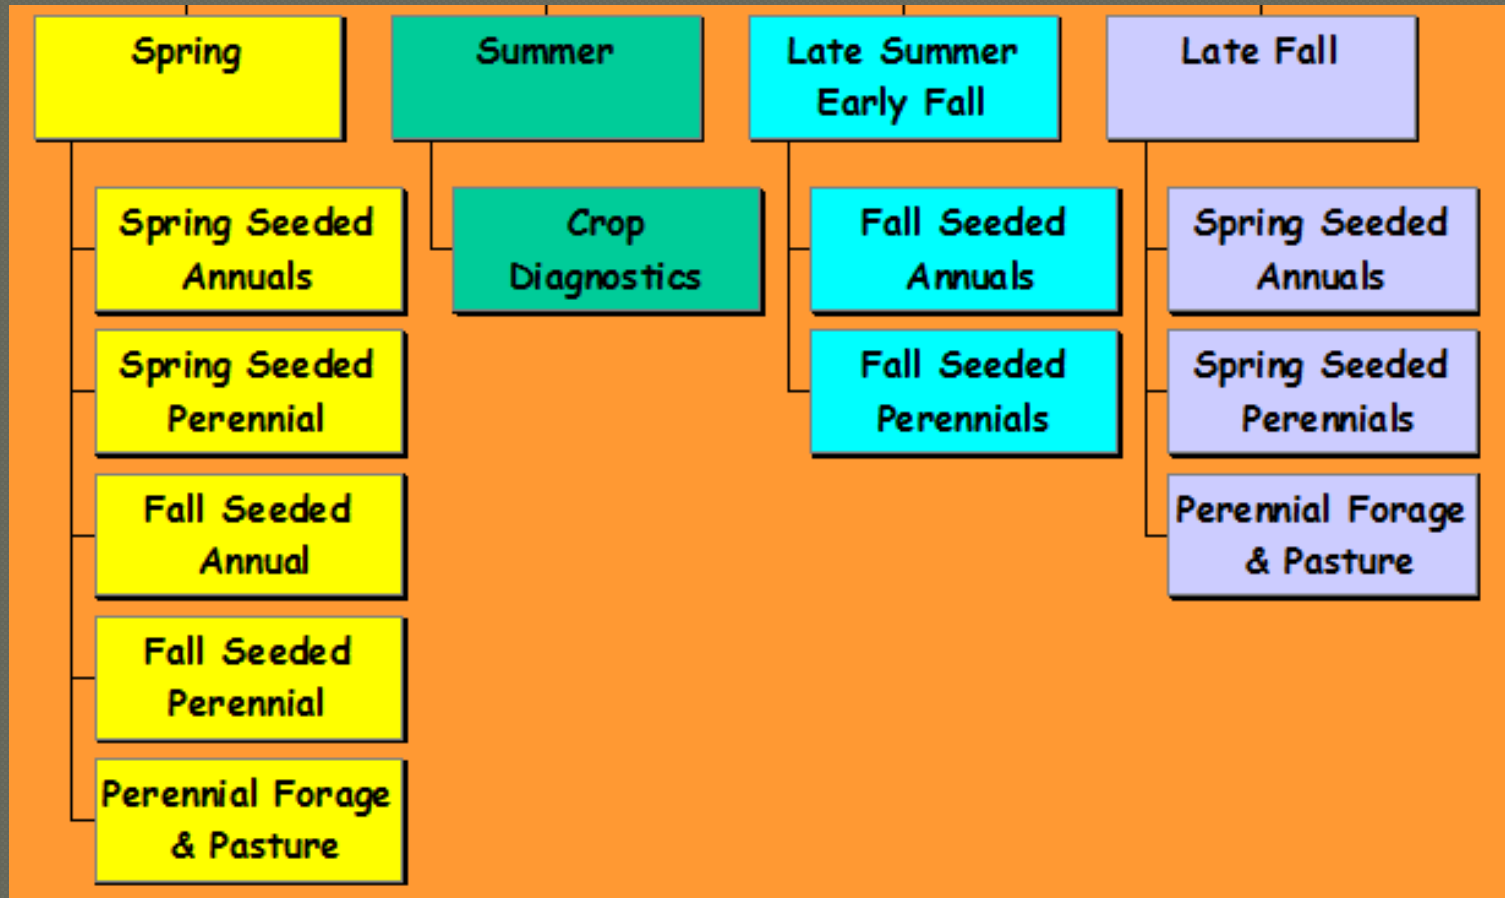 Spring
Spring Seeded
Annuals
Spring Seeded
Perennial
Fall Seeded
Annual
Fall Seeded
Perennial
Perennial Forage
& Pasture
Summer
Crop
Diagnostics
Late Summer
Early Fall
Fall Seeded
Annuals
Fall Seeded
Perennials
Late Fall
Spring Seeded
Annuals
Spring Seeded
Perennials
Perennial Forage
& Pasture